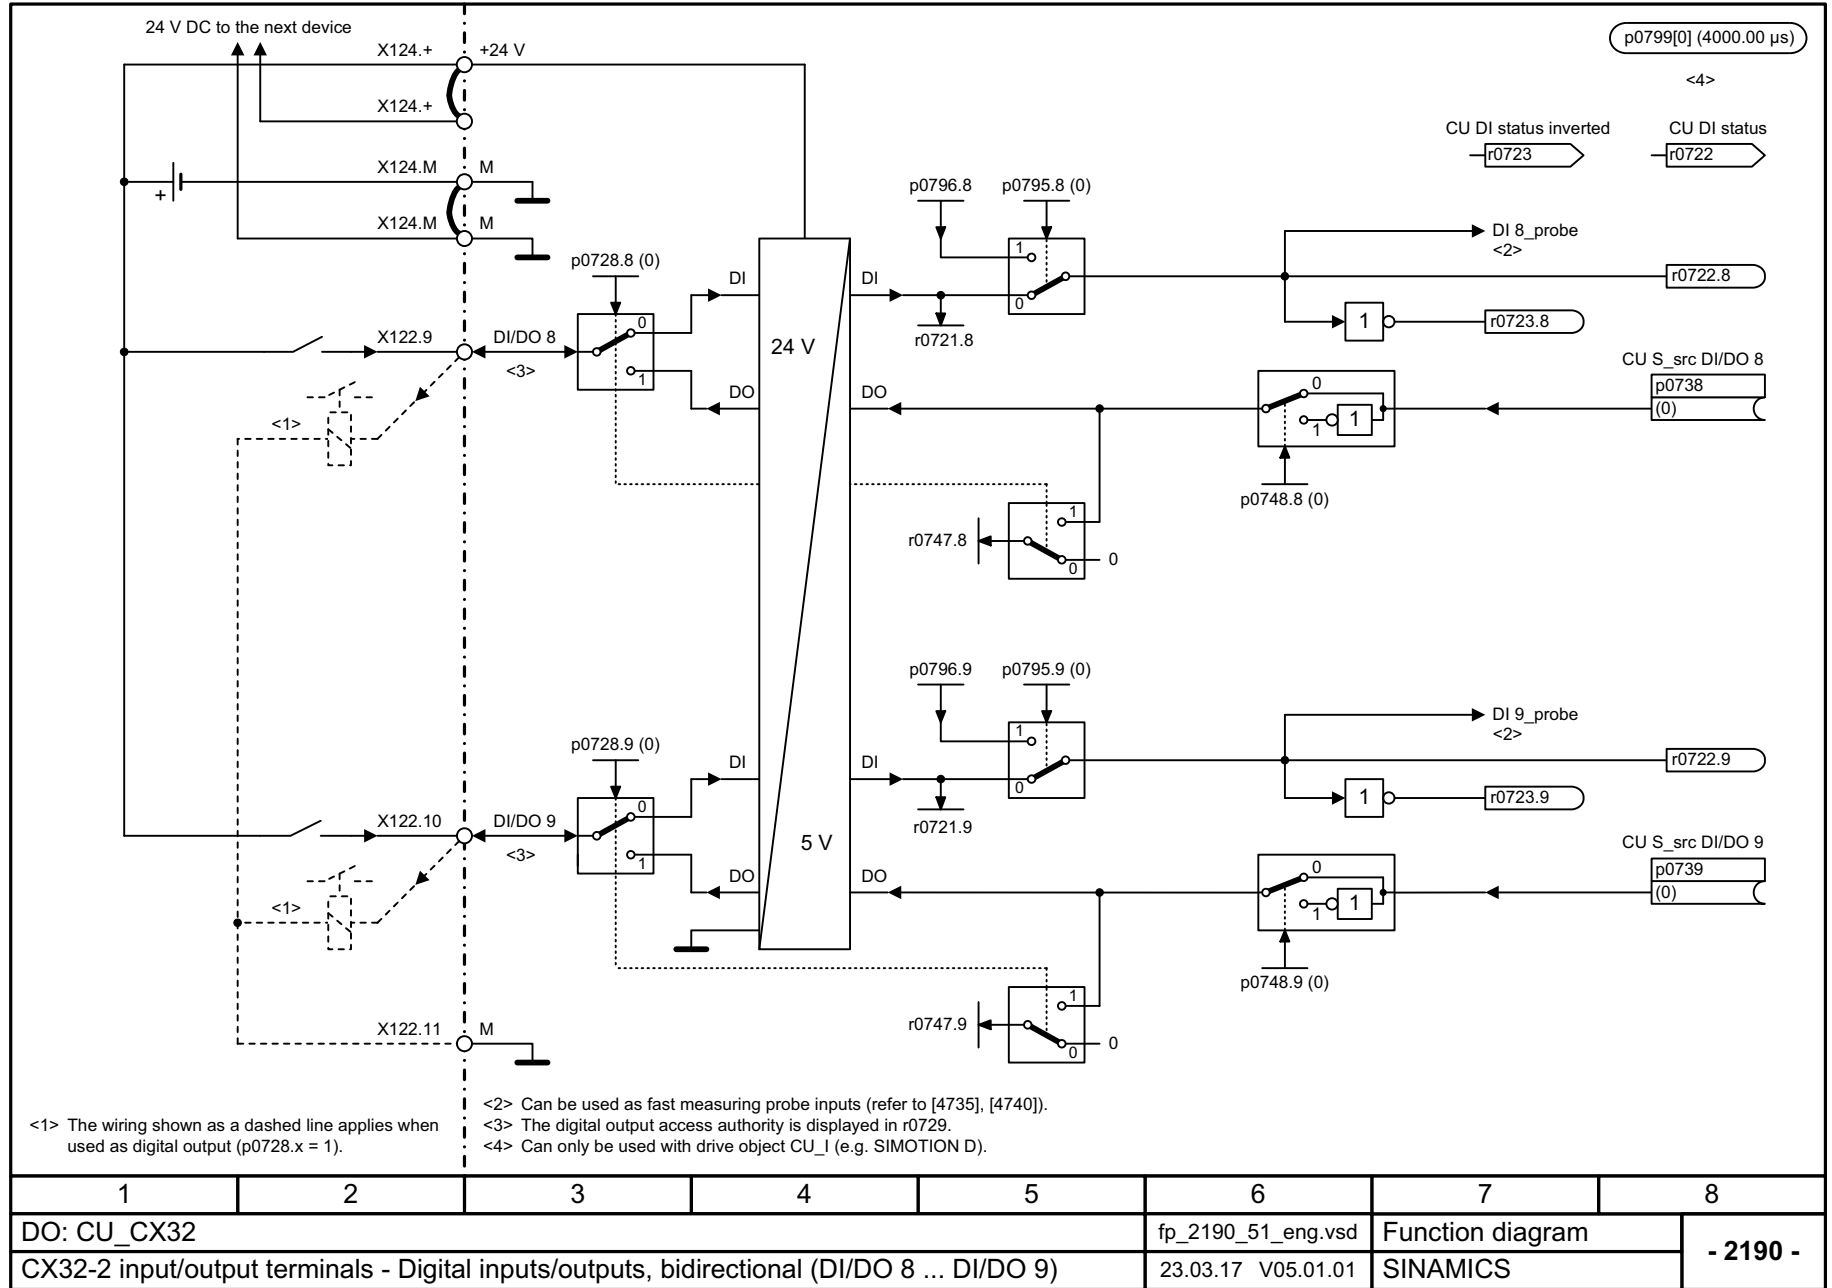 24 V DC to the next device
X124.+
+24 V
p0799[0] (4000.00 µs)
<4>
X124.+
CU DI status inverted
CU DI status
r0723
r0722
X124.M
M
+
p0796.8
p0795.8 (0)
X124.M
M
DI 8_probe
<2>
1
0
p0728.8 (0)
DI
DI
r0722.8
r0721.8
1
r0723.8
X122.9
DI/DO 8
<3>
0
1
24 V
CU S_src DI/DO 8
p0738
(0)
DO
DO
0
1
1
<1>
p0748.8 (0)
r0747.8
1
0
0
p0796.9
p0795.9 (0)
DI 9_probe
<2>
1
0
p0728.9 (0)
DI
DI
r0722.9
r0721.9
1
r0723.9
X122.10
DI/DO 9
<3>
0
1
5 V
CU S_src DI/DO 9
p0739
(0)
DO
DO
0
1
1
<1>
p0748.9 (0)
r0747.9
1
0
0
X122.11
M
<1> The wiring shown as a dashed line applies when
used as digital output (p0728.x = 1).
<2> Can be used as fast measuring probe inputs (refer to [4735], [4740]).
<3> The digital output access authority is displayed in r0729.
<4> Can only be used with drive object CU_I (e.g. SIMOTION D).
1
2
3
4
5
6
7
8
DO: CU_CX32
fp_2190_51_eng.vsd
Function diagram
- 2190 -
CX32-2 input/output terminals - Digital inputs/outputs, bidirectional (DI/DO 8 ... DI/DO 9)
23.03.17 V05.01.01
SINAMICS